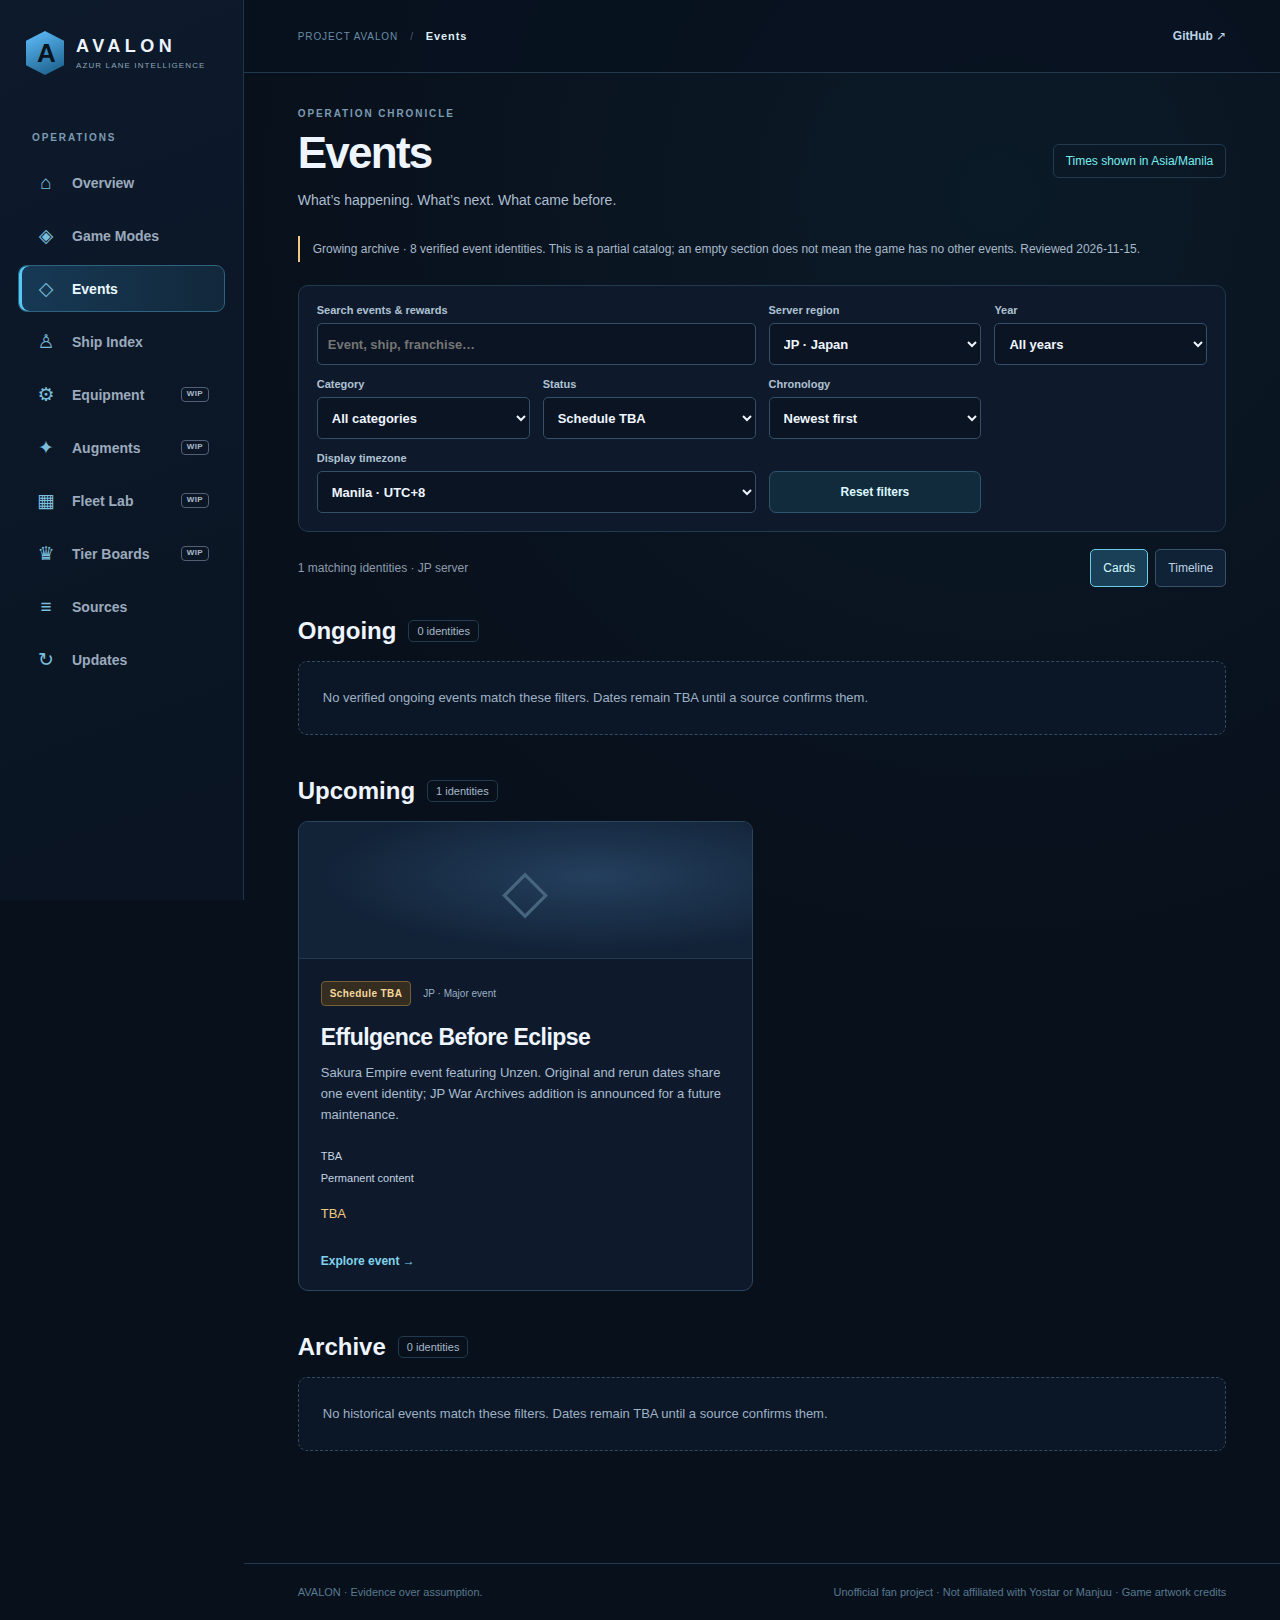 A
AVALON
AZUR LANE INTELLIGENCE
OPERATIONS
Overview
Game Modes
Events
Ship Index
Equipment WIP
Augments WIP
Fleet Lab WIP
Tier Boards WIP
Sources
Updates
PROJECT AVALON / Events
GitHub ↗
OPERATION CHRONICLE
Events
Times shown in Asia/Manila
What's happening. What's next. What came before.
Growing archive · 8 verified event identities. This is a partial catalog; an empty section does not mean the game has no other events. Reviewed 2026-11-15.
Search events & rewards
Event, ship, franchise…
Server region
JP · Japan
Year
All years
Category
All categories
Status
Schedule TBA
Chronology
Newest first
Display timezone
Manila · UTC+8
Reset filters
1 matching identities · JP server
Cards
Timeline
Ongoing
0 identities
No verified ongoing events match these filters. Dates remain TBA until a source confirms them.
Upcoming
1 identities
Schedule TBA
JP · Major event
Effulgence Before Eclipse
Sakura Empire event featuring Unzen. Original and rerun dates share
one event identity; JP War Archives addition is announced for a future
maintenance.
TBA
Permanent content
TBA
Explore event →
Archive
0 identities
No historical events match these filters. Dates remain TBA until a source confirms them.
AVALON · Evidence over assumption.
Unofficial fan project · Not affiliated with Yostar or Manjuu · Game artwork credits